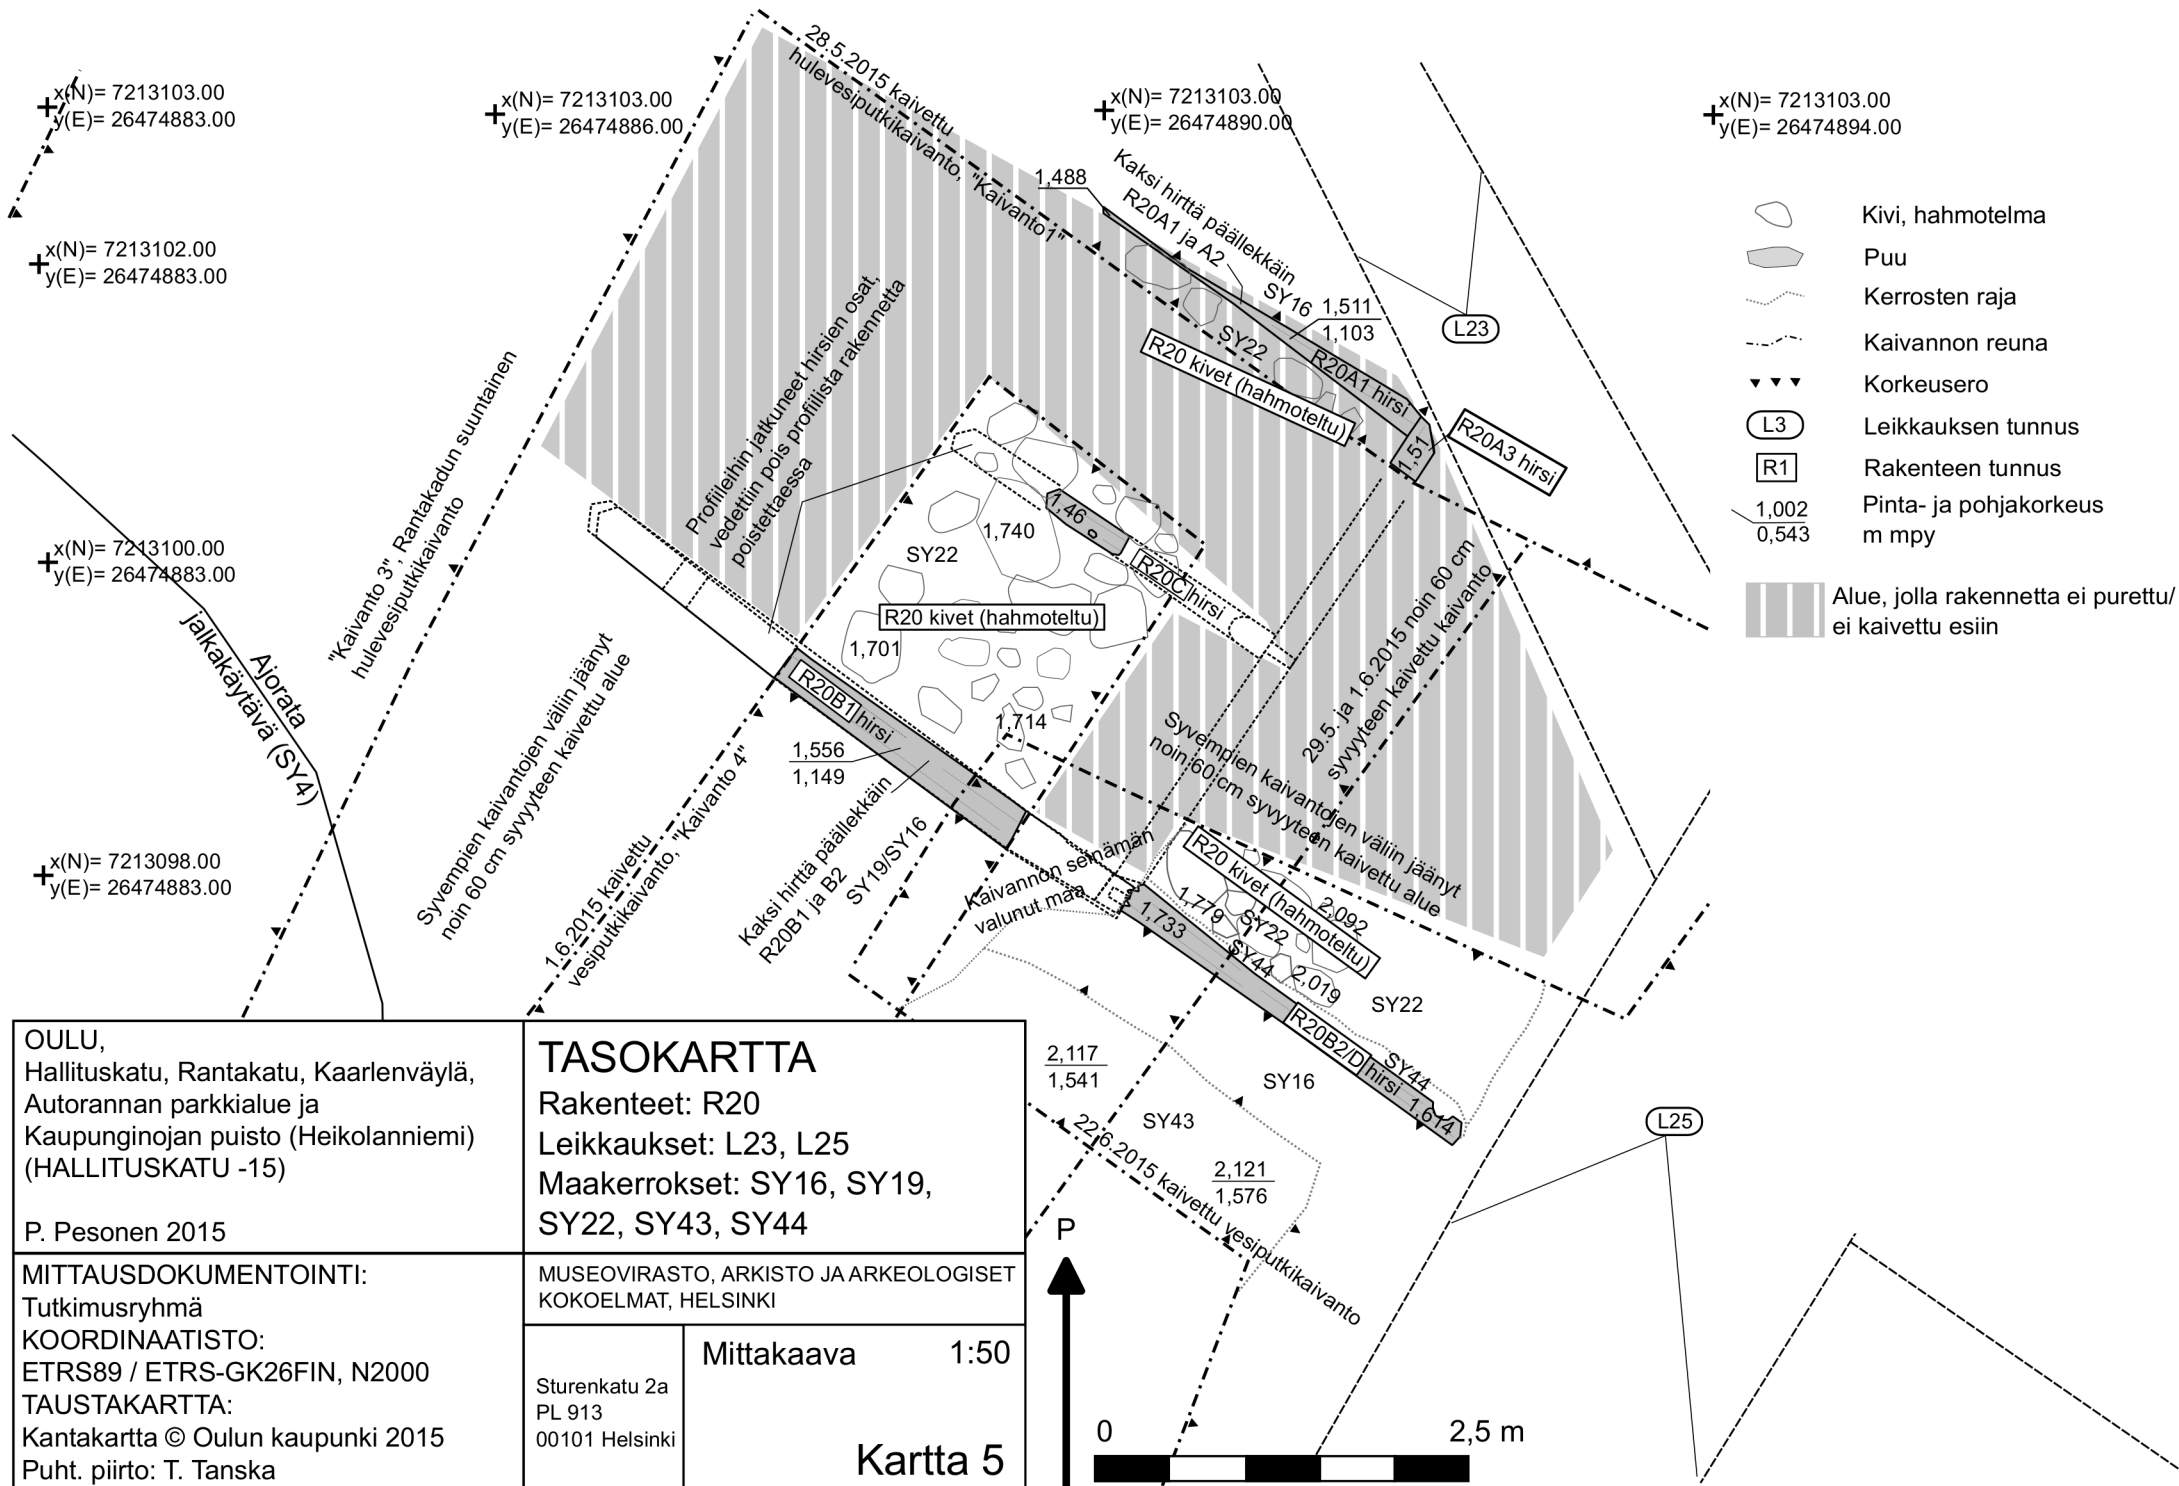 x(N)= 7213103.00
y(E)= 26474883.00
x(N)= 7213103.00
y(E)= 26474886.00
x(N)= 7213103.00
y(E)= 26474890.00
x(N)= 7213103.00
y(E)= 26474894.00
x(N)= 7213102.00
y(E)= 26474883.00
x(N)= 7213100.00
y(E)= 26474883.00
x(N)= 7213098.00
y(E)= 26474883.00
28.5.2015 kaivettu
hulevesiputkikaivanto, "Kaivanto1"
1,488
Kaksi hirttä päällekkäin
R20A1 ja A2
SY16
1,511
1,103
SY22
R20A1 hirsi
R20 kivet (hahmoteltu)
1,51
R20A3 hirsi
L23
Kivi, hahmotelma
Puu
Kerrosten raja
Kaivannon reuna
Korkeusero
L3
Leikkauksen tunnus
R1
Rakenteen tunnus
1,002
0,543
Pinta- ja pohjakorkeus
m mpy
Alue, jolla rakennetta ei purettu/
ei kaivettu esiin
Profiileihin jatkuneet hirsien osat,
vedettiin pois profiilista rakennetta
poistettaessa
"Kaivanto 3", Rantakadun suuntainen
hulevesiputkikaivanto
Ajorata
jalkakäytävä (SY4)
Syvempien kaivantojen väliin jäänyt
noin 60 cm syvyyteen kaivettu alue
1,46
1,740
SY22
R20C hirsi
R20 kivet (hahmoteltu)
1,701
1,714
R20B1 hirsi
1,556
1,149
1.6.2015 kaivettu
vesiputkikaivanto, "Kaivanto 4"
Kaksi hirttä päällekkäin
R20B1 ja B2
SY19/SY16
29.5. ja 1.6.2015 noin 60 cm
syvyyteen kaivettu kaivanto
Syvempien kaivantojen väliin jäänyt
noin 60 cm syvyyteen kaivettu alue
Kaivannon seinämän
valunut maa
R20 kivet (hahmoteltu)
1,733
1,779
2,092
SY22
SY44
2,019
SY22
R20B2/D hirsi
SY44
1,614
2,117
1,541
SY16
SY43
2,121
1,576
22.6.2015 kaivettu vesiputkikaivanto
L25
P
OULU,
Hallituskatu, Rantakatu, Kaarlenväylä,
Autorannan parkkialue ja
Kaupunginojan puisto (Heikolanniemi)
(HALLITUSKATU -15)
P. Pesonen 2015
TASOKARTTA
Rakenteet: R20
Leikkaukset: L23, L25
Maakerrokset: SY16, SY19,
SY22, SY43, SY44
MITTAUSDOKUMENTOINTI:
Tutkimusryhmä
KOORDINAATISTO:
ETRS89 / ETRS-GK26FIN, N2000
TAUSTAKARTTA:
Kantakartta © Oulun kaupunki 2015
Puht. piirto: T. Tanska
MUSEOVIRASTO, ARKISTO JA ARKEOLOGISET
KOKOELMAT, HELSINKI
Sturenkatu 2a
PL 913
00101 Helsinki
Mittakaava 1:50
Kartta 5
0 2,5 m